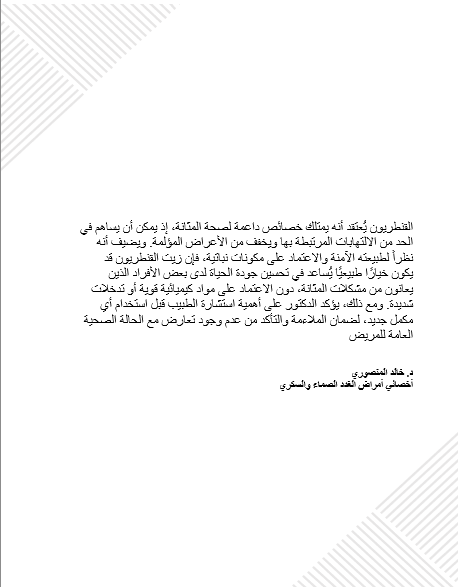 القنطريون يُعتقد أنه يمتلك خصائص داعمة لصحة المثانة، إذ يمكن أن يساهم في
الحد من الالتهابات المرتبطة بها ويخفف من الأعراض المؤلمة. ويضيف أنه
نظراً لطبيعته الآمنة والاعتماد على مكونات نباتية، فإن زيت القنطريون قد
يكون خيارًا طبيعيًّا يُساعد في تحسين جودة الحياة لدى بعض الأفراد الذين
يعانون من مشكلات المثانة، دون الاعتماد على مواد كيميائية قوية أو تدخلات
شديدة. ومع ذلك، يؤكد الدكتور على أهمية استشارة الطبيب قبل استخدام أي
مكمل جديد، لضمان الملاءمة والتأكد من عدم وجود تعارض مع الحالة الصحية
العامة للمريض
د. خالد المنصوري
أخصائي أمراض الغدد الصماء والسكري